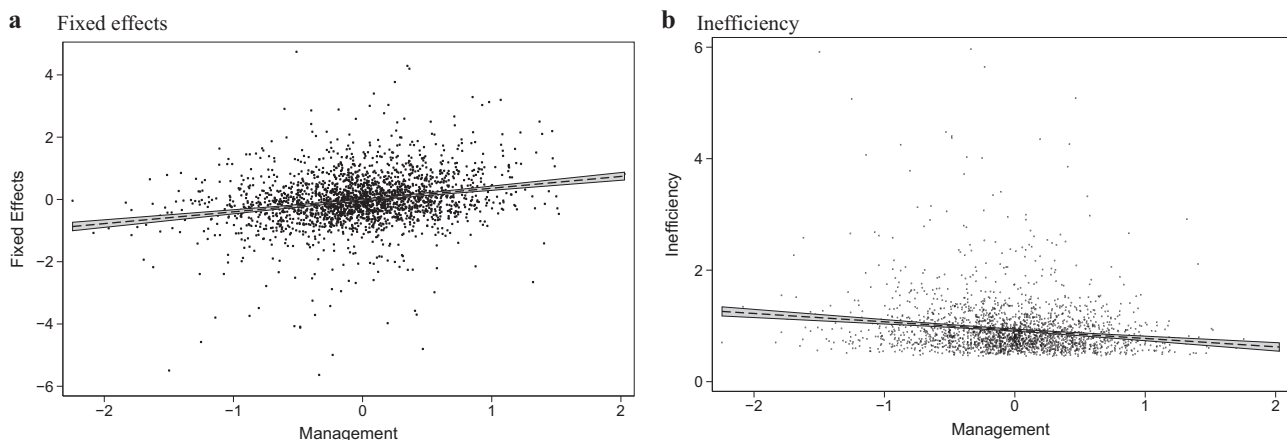 a Fixed effects
4
2
0
−2
−4
−6
Fixed Effects
−2 −1 0 1 2
Management
b Inefficiency
6
4
2
0
Inefficiency
−2 −1 0 1 2
Management